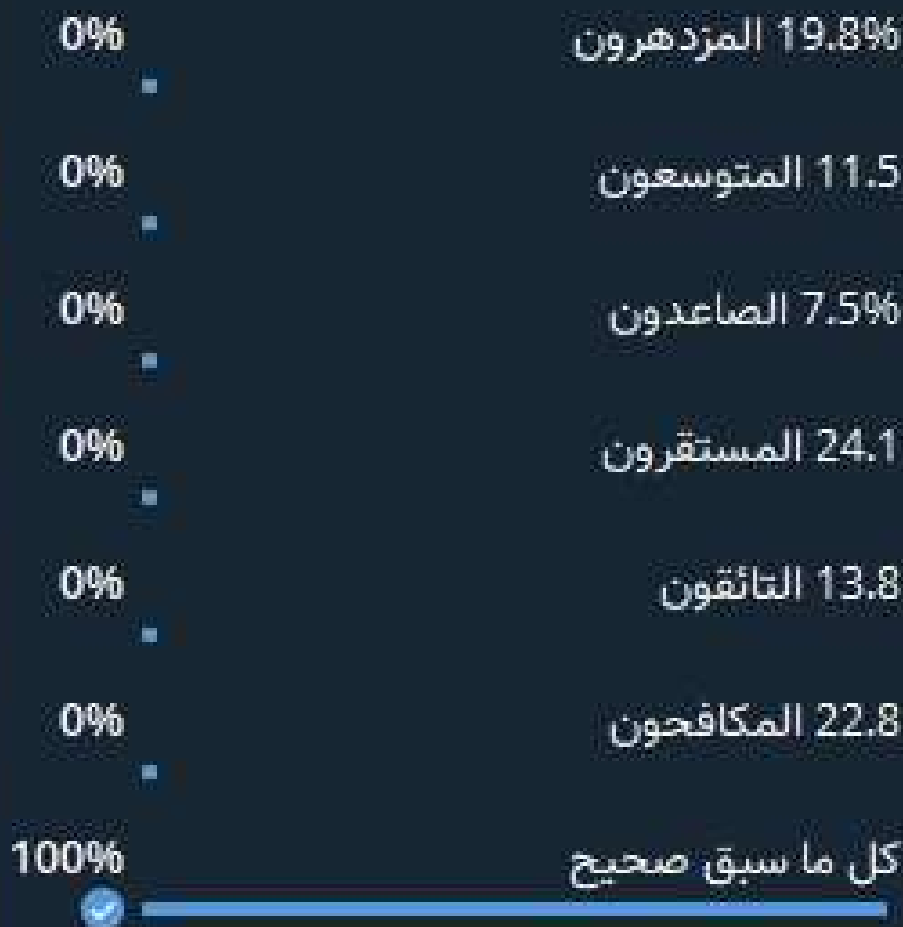 19.8% المزدهرون 0%
11.5 المتوسعون 0%
7.5% الصاعدون 0%
24.1 المستقرون 0%
13.8 التائقون 0%
22.8 المكافحون 0%
كل ما سبق صحيح 100%